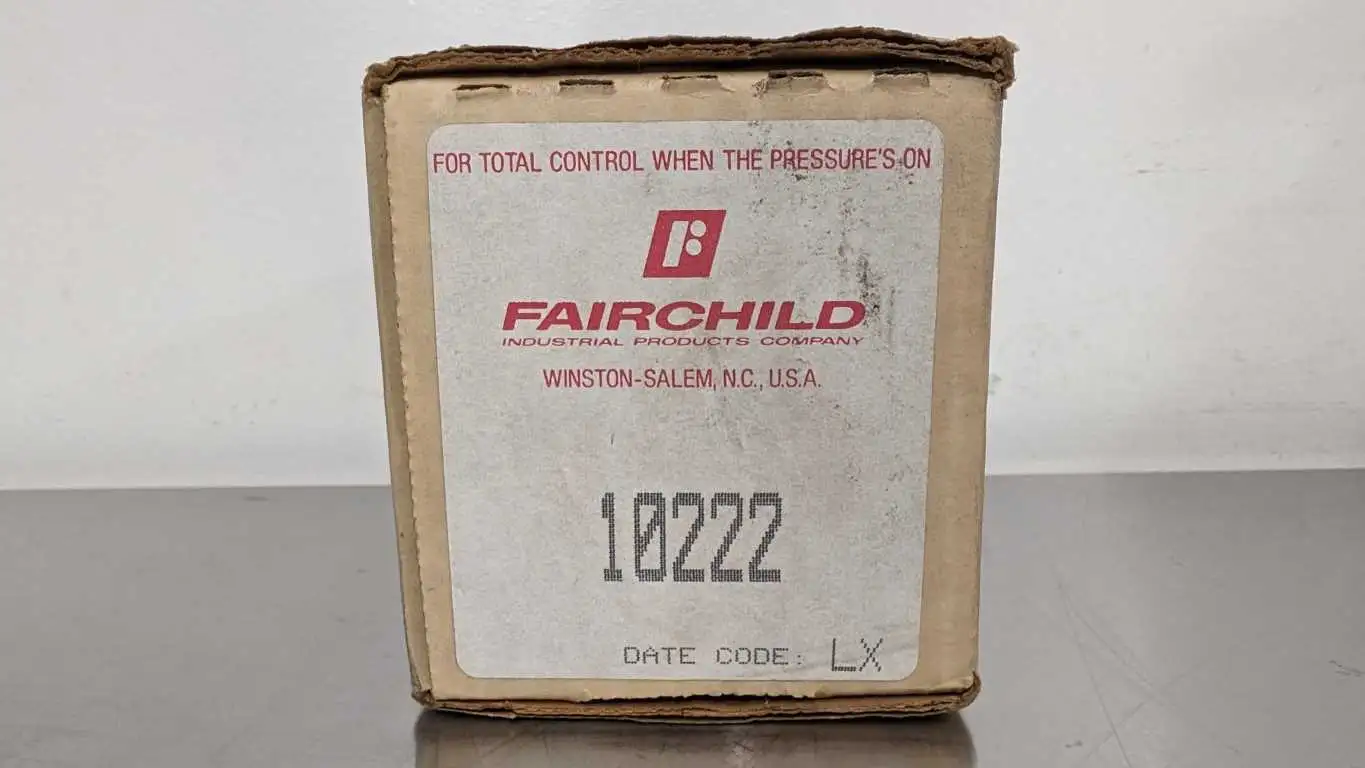 FOR TOTAL CONTROL WHEN THE PRESSURE'S ON
FAIRCHILD
INDUSTRIAL PRODUCTS COMPANY
WINSTON-SALEM, N.C., U.S.A.
10222
DATE CODE: LX